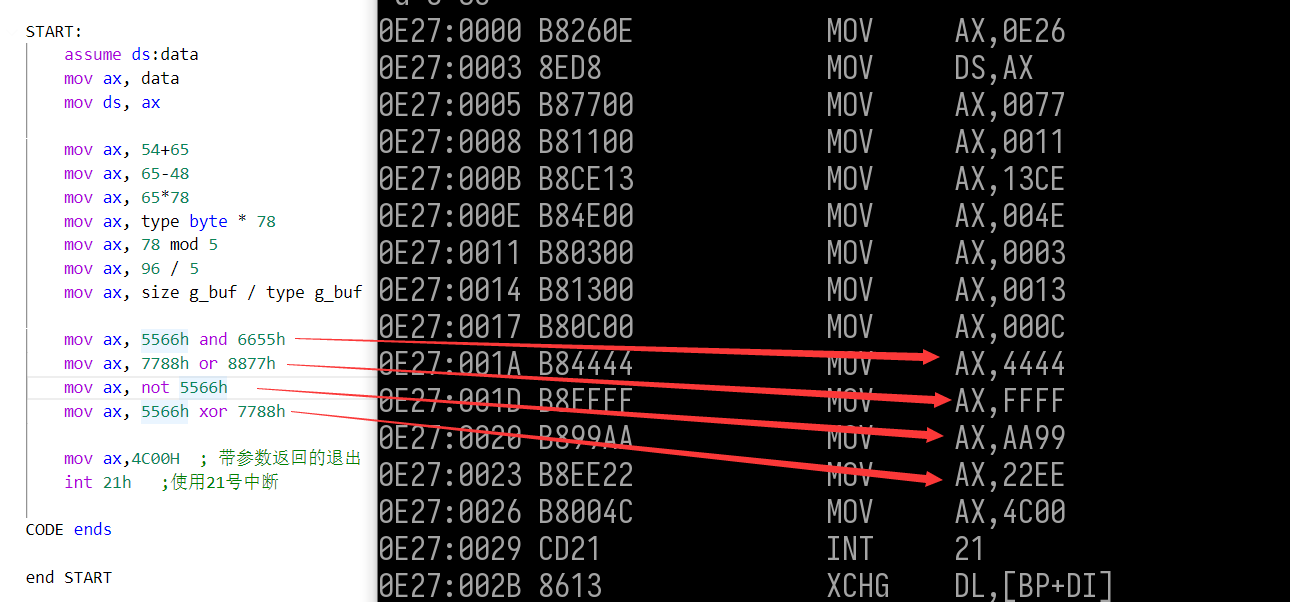 START:
assume ds:data
mov ax, data
mov ds, ax
mov ax, 54+65
mov ax, 65-48
mov ax, 65*78
mov ax, type byte * 78
mov ax, 78 mod 5
mov ax, 96 / 5
mov ax, size g_buf / type g_buf
mov ax, 5566h and 6655h
mov ax, 7788h or 8877h
mov ax, not 5566h
mov ax, 5566h xor 7788h
mov ax,4C00H ; 带参数返回的退出
int 21h ;使用21号中断
CODE ends
end START
0E27:0000 B8260E MOV AX,0E26
0E27:0003 8ED8 MOV DS,AX
0E27:0005 B87700 MOV AX,0077
0E27:0008 B81100 MOV AX,0011
0E27:000B B8CE13 MOV AX,13CE
0E27:000E B84E00 MOV AX,004E
0E27:0011 B80300 MOV AX,0003
0E27:0014 B81300 MOV AX,0013
0E27:0017 B80C00 MOV AX,000C
0E27:001A B84444 MOV AX,4444
0E27:001D B8FFFF MOV AX,FFFF
0E27:0020 B899AA MOV AX,AA99
0E27:0023 B8EE22 MOV AX,22EE
0E27:0026 B8004C MOV AX,4C00
0E27:0029 CD21 INT 21
0E27:002B 8613 XCHG DL,[BP+DI]